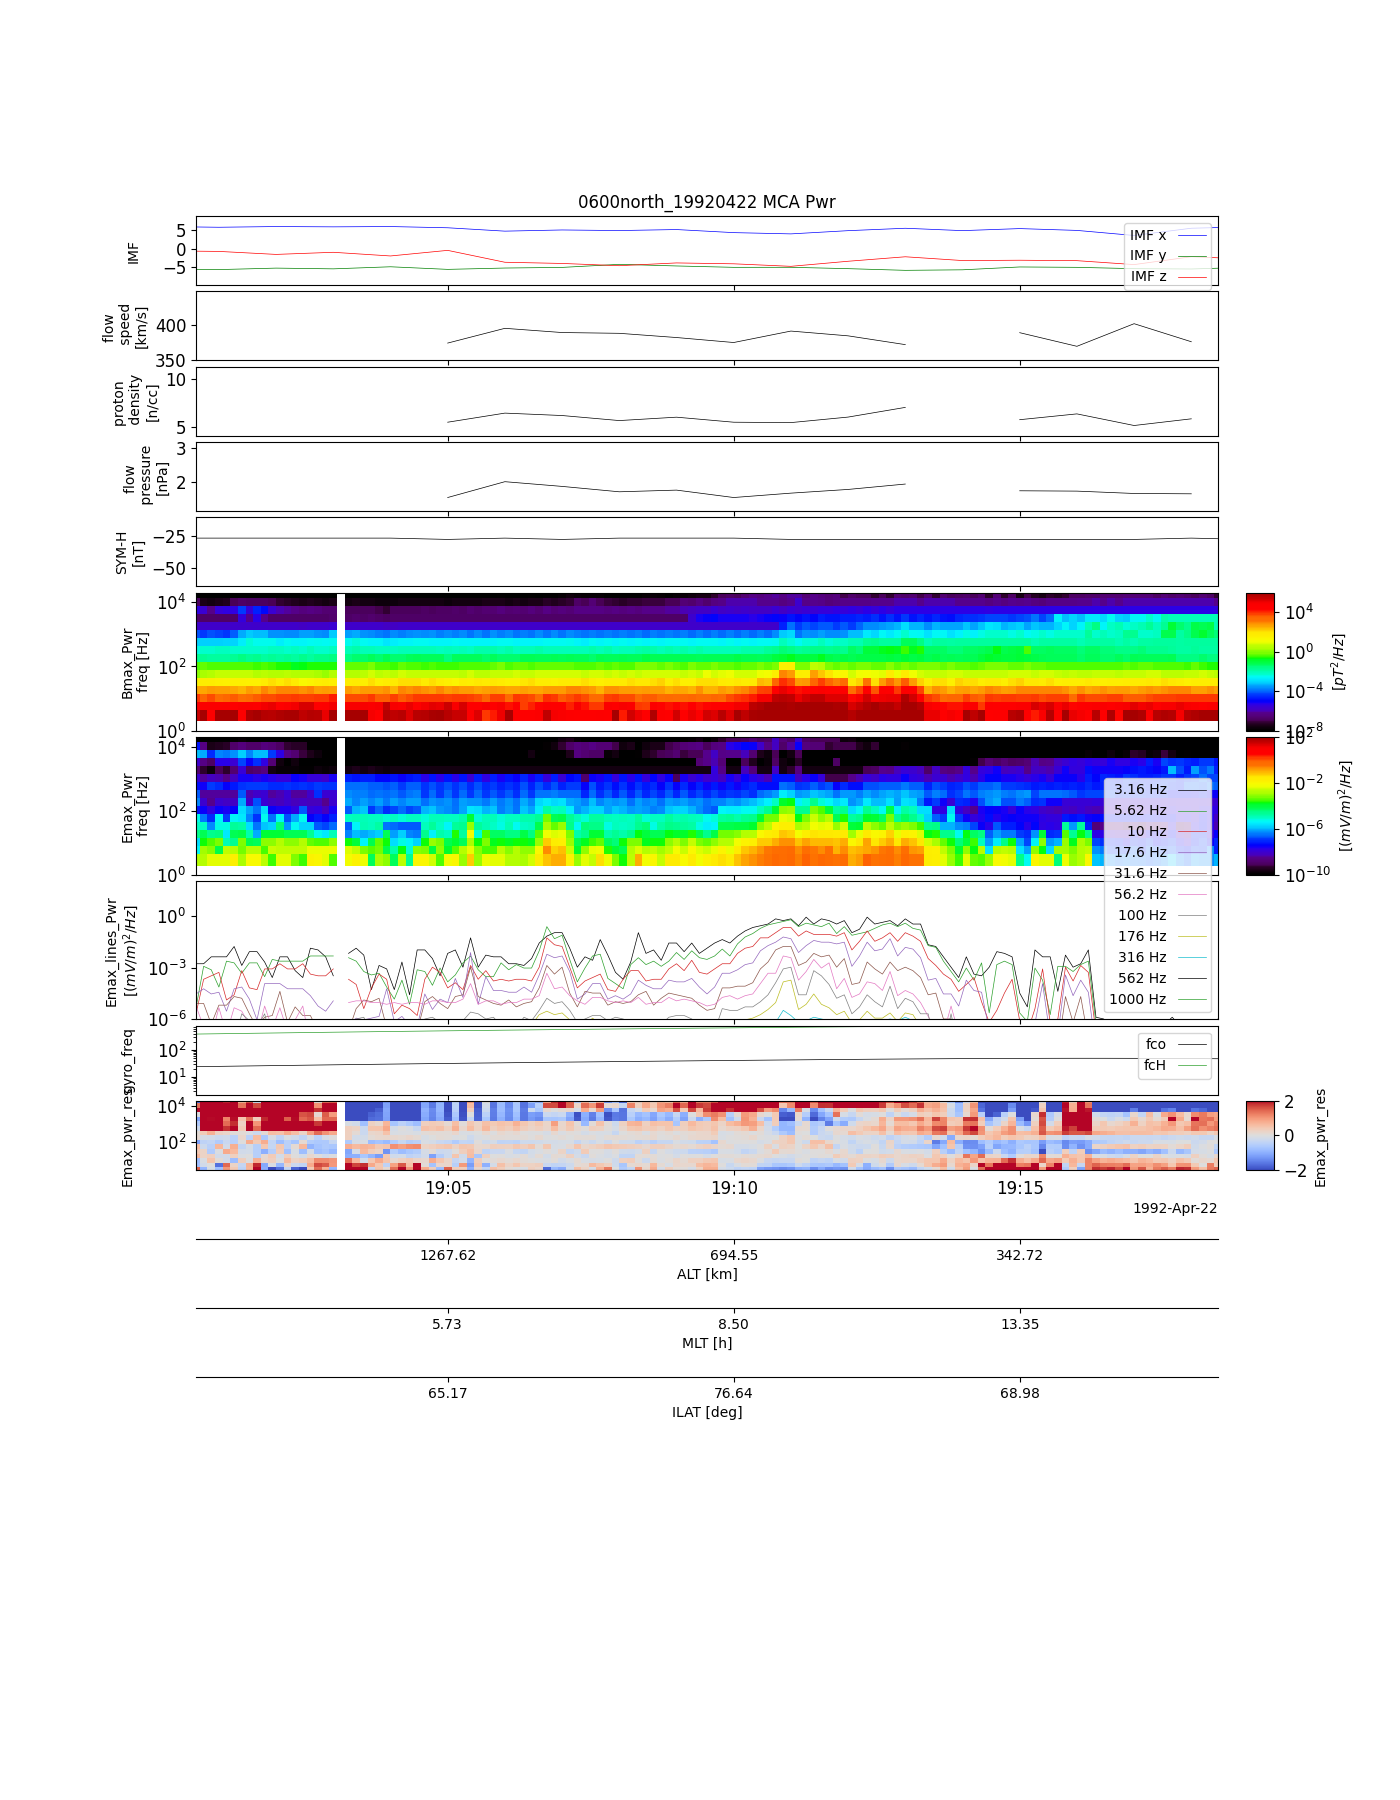 0600north_19920422 MCA Pwr
IMF
5
0
−5
IMF x
IMF y
IMF z
flow
speed
[km/s]
400
350
proton
density
[n/cc]
10
5
flow
pressure
[nPa]
3
2
SYM-H
[nT]
−25
−50
Bmax_Pwr
freq [Hz]
10^4
10^2
10^0
10^4
10^0
10^−4
10^−8
[pT^2/Hz]
Emax_Pwr
freq [Hz]
10^4
10^2
10^0
10^2
10^−2
10^−6
10^−10
[(mV/m)^2/Hz]
3.16 Hz
5.62 Hz
10 Hz
17.6 Hz
31.6 Hz
56.2 Hz
100 Hz
176 Hz
316 Hz
562 Hz
1000 Hz
Emax_lines_Pwr
[(mV/m)^2/Hz]
10^0
10^−3
10^−6
gyro_freq
10^2
10^1
fco
fcH
Emax_pwr_res
10^4
10^2
2
0
−2
Emax_pwr_res
19:05 19:10 19:15
1992-Apr-22
1267.62 694.55 342.72
ALT [km]
5.73 8.50 13.35
MLT [h]
65.17 76.64 68.98
ILAT [deg]